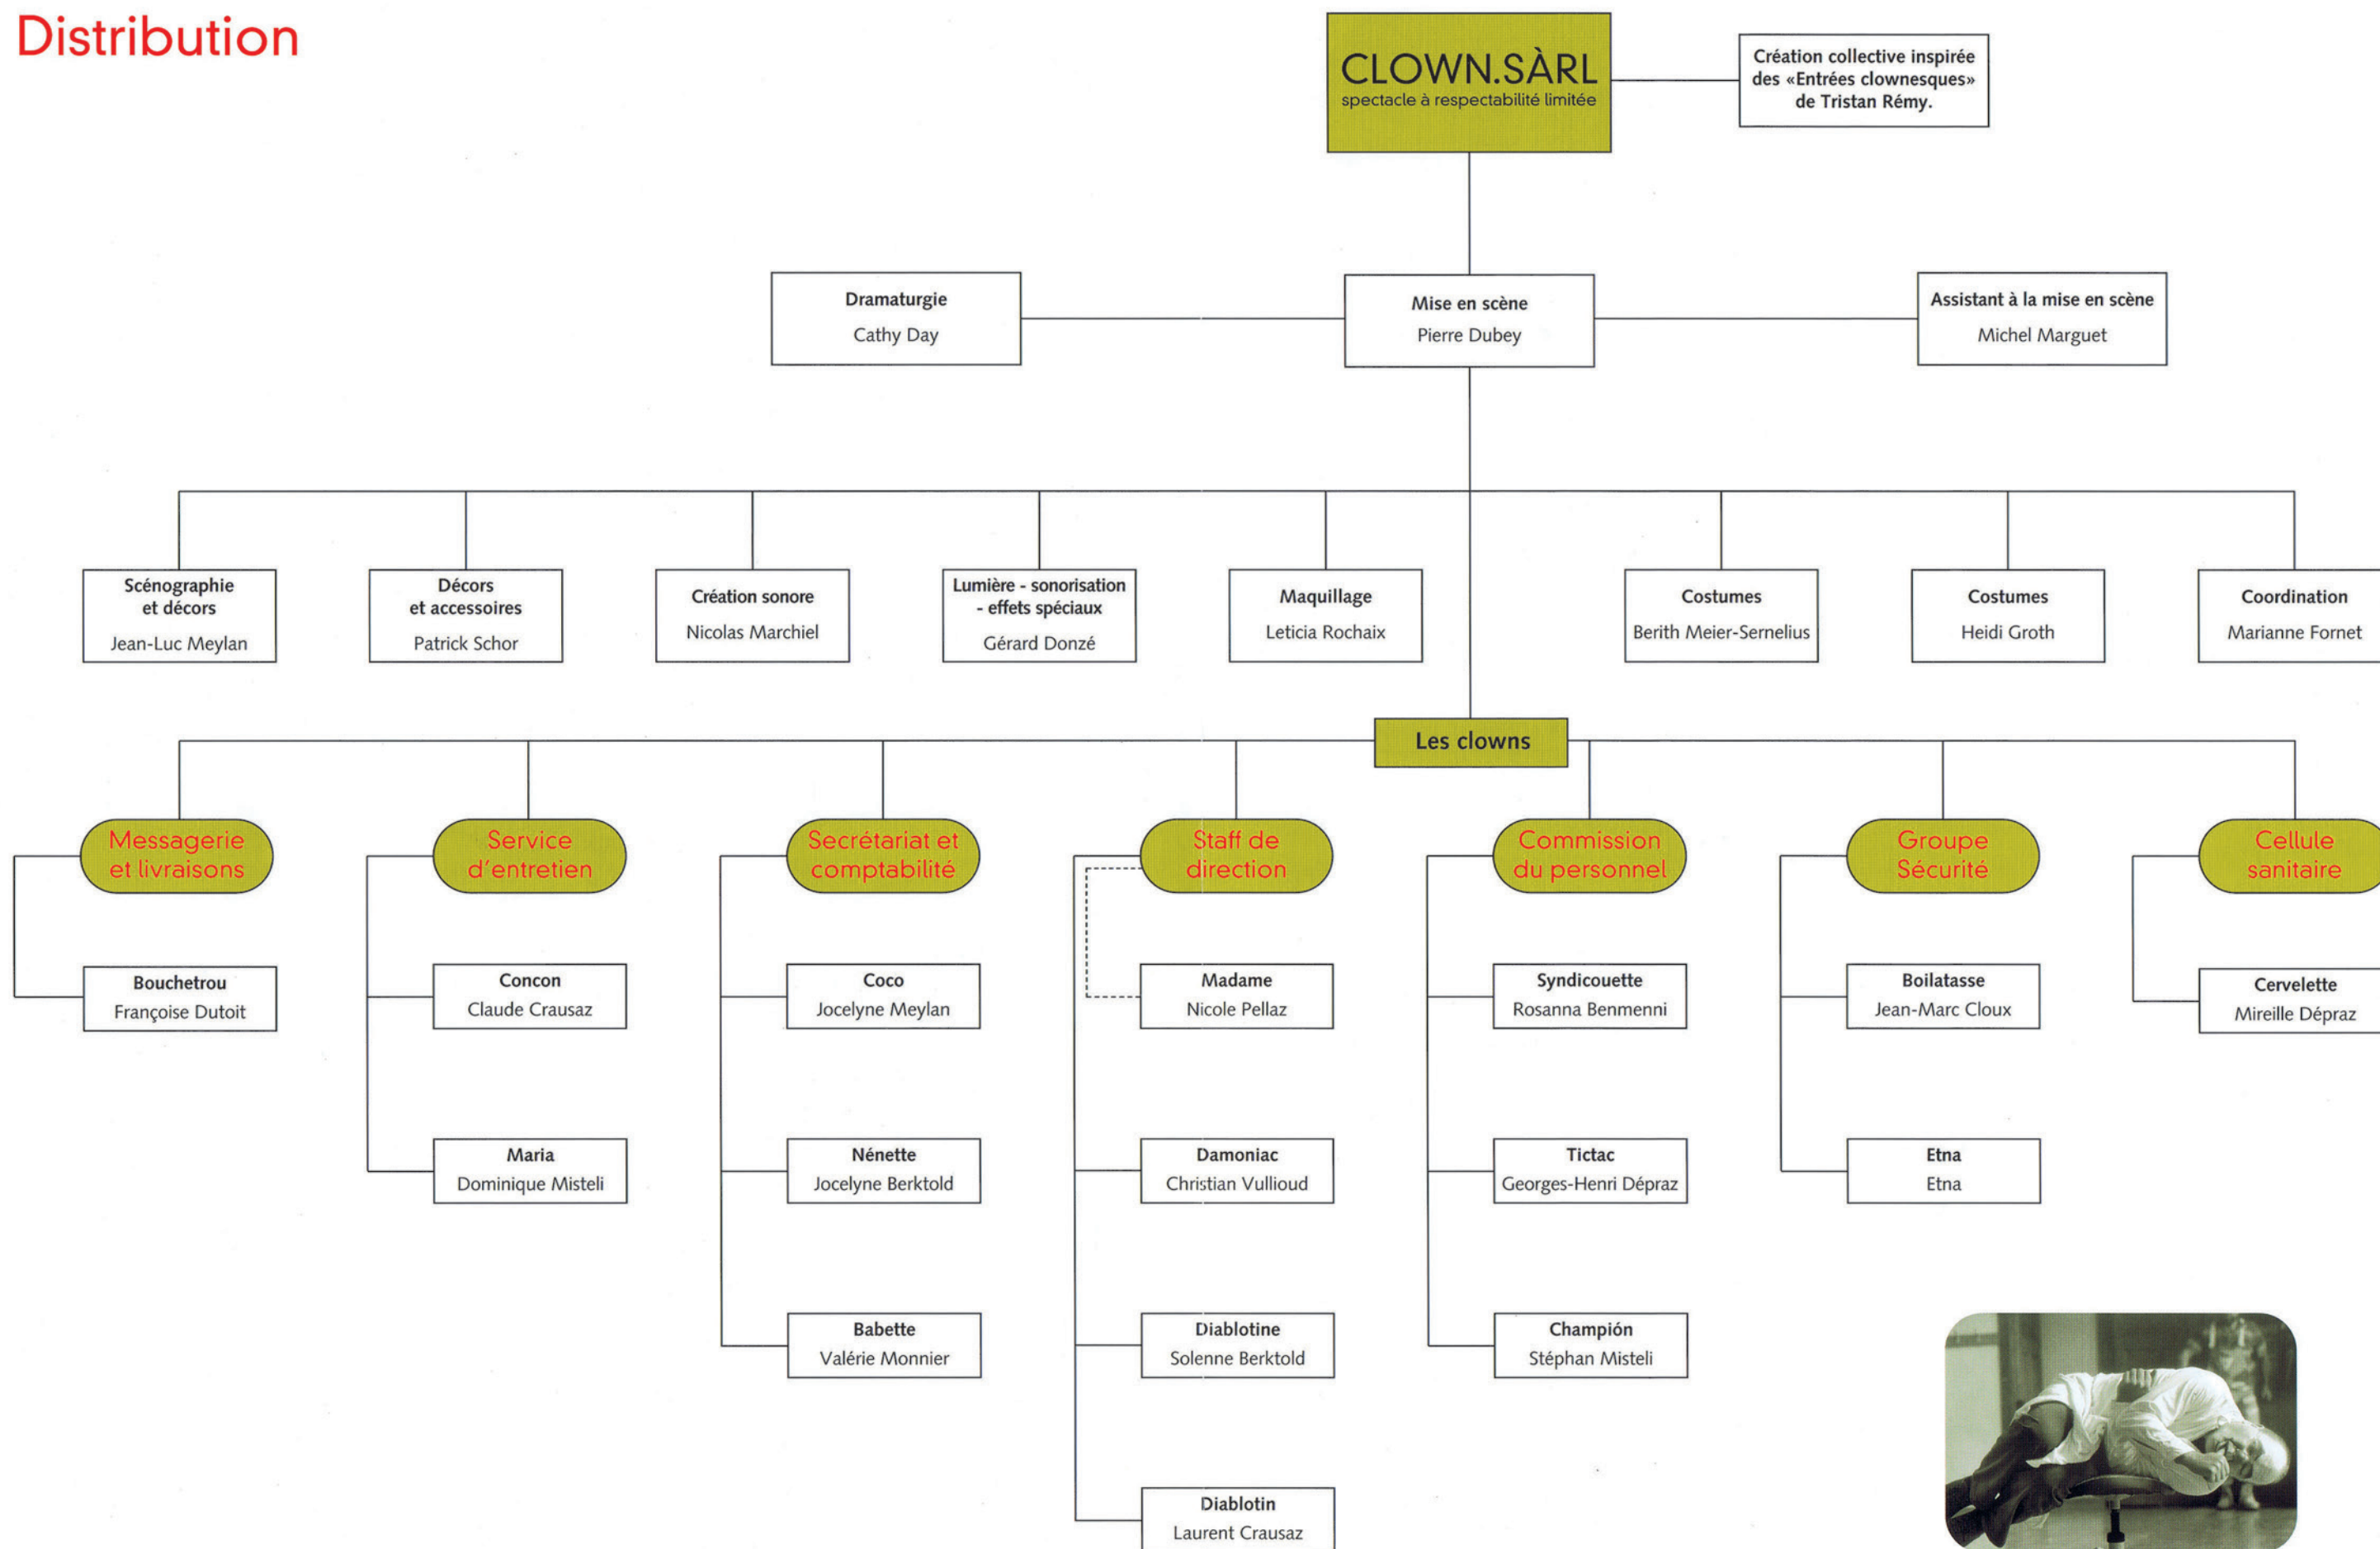 Distribution
CLOWN.SÀRL
spectacle à respectabilité limitée
Création collective inspirée
des «Entrées clownesques»
de Tristan Rémy.
Dramaturgie
Cathy Day
Mise en scène
Pierre Dubey
Assistant à la mise en scène
Michel Marguet
Scénographie
et décors
Jean-Luc Meylan
Décors
et accessoires
Patrick Schor
Création sonore
Nicolas Marchiel
Lumière - sonorisation
- effets spéciaux
Gérard Donzé
Maquillage
Leticia Rochaix
Costumes
Berith Meier-Sernelius
Costumes
Heidi Groth
Coordination
Marianne Fornet
Les clowns
Messagerie
et livraisons
Bouchetrou
Françoise Dutoit
Service
d'entretien
Concon
Claude Crausaz
Maria
Dominique Misteli
Secrétariat et
comptabilité
Coco
Jocelyne Meylan
Nénette
Jocelyne Berktold
Babette
Valérie Monnier
Staff de
direction
Madame
Nicole Pellaz
Damoniac
Christian Vullioud
Diablotine
Solenne Berktold
Diablotin
Laurent Crausaz
Commission
du personnel
Syndicouette
Rosanna Benmenni
Tictac
Georges-Henri Dépraz
Champión
Stéphan Misteli
Groupe
Sécurité
Boilatasse
Jean-Marc Cloux
Etna
Etna
Cellule
sanitaire
Cervelette
Mireille Dépraz